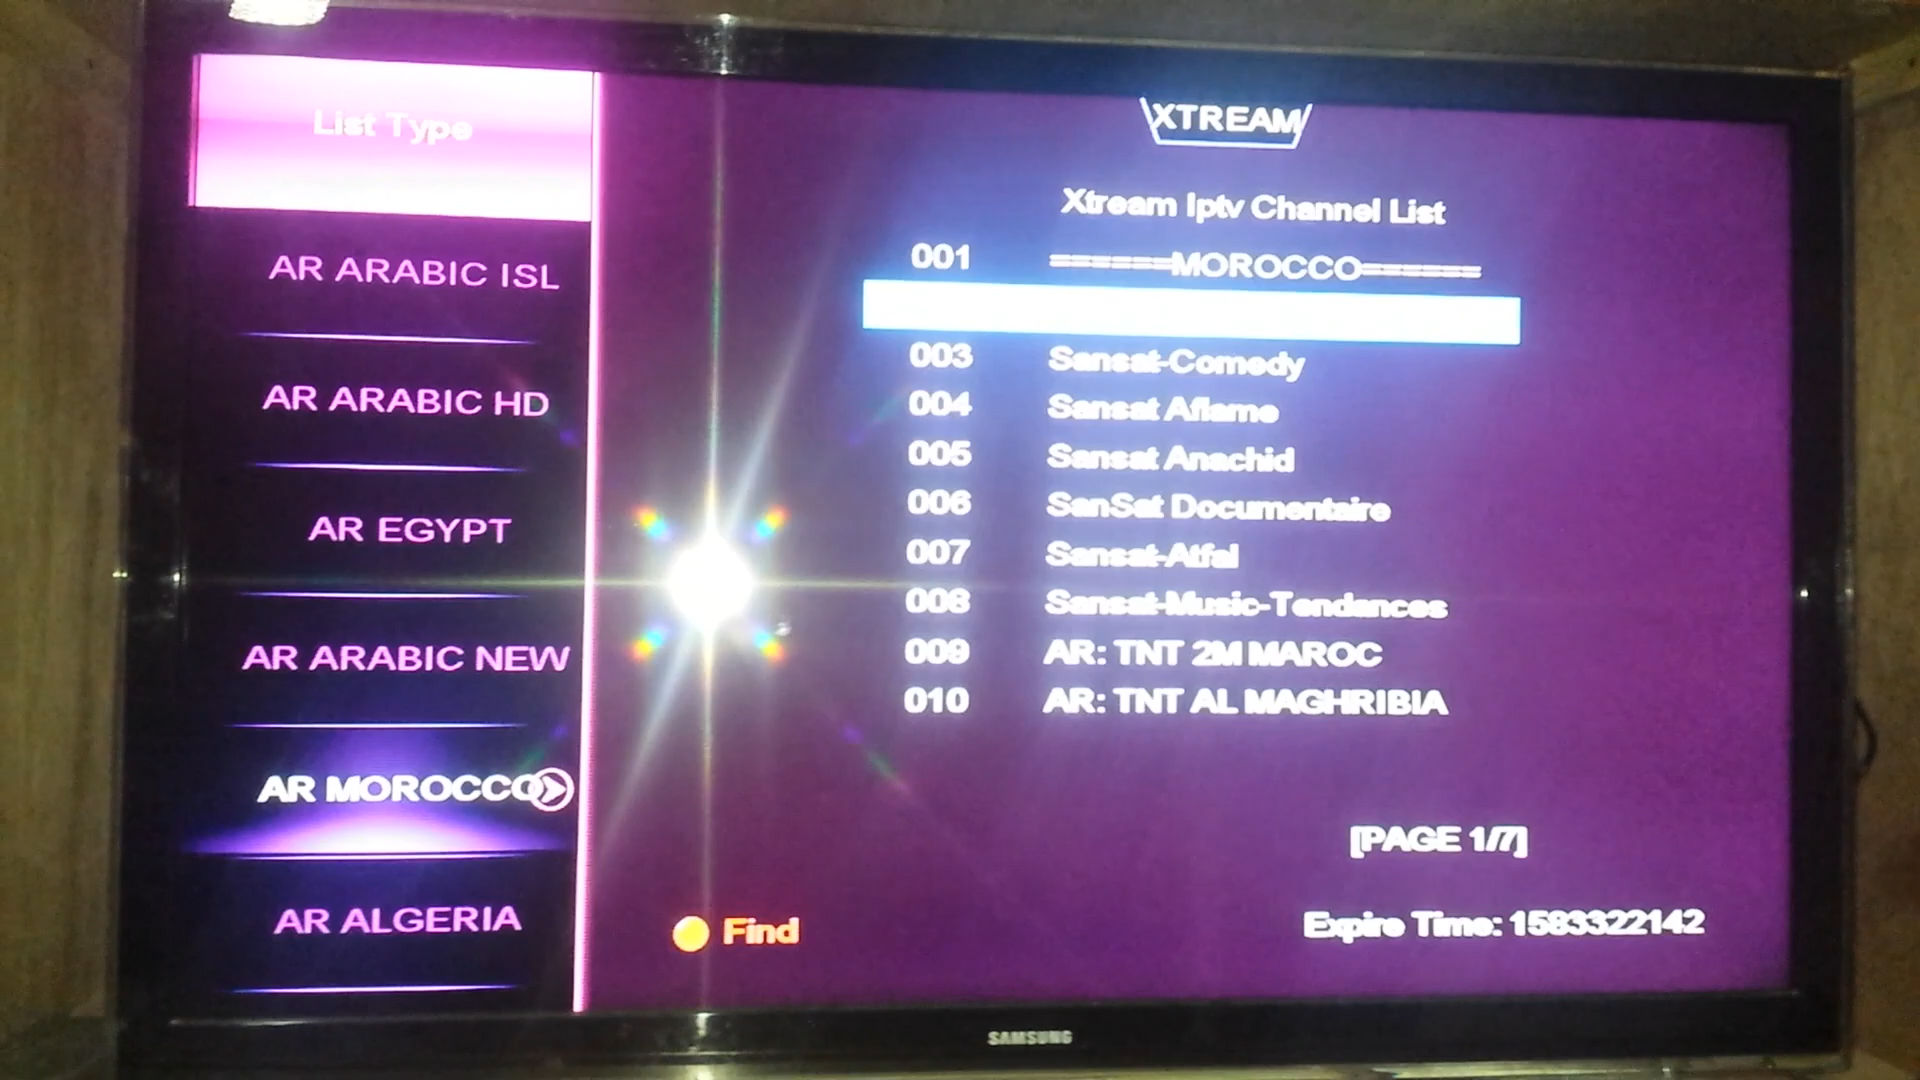 List Type
AR ARABIC ISL
AR ARABIC HD
AR EGYPT
AR ARABIC NEW
AR MOROCCO
AR ALGERIA
XTREAM
Xtream Iptv Channel List
001 ======MOROCCO======
003 Sansat-Comedy
004 Sansat Aflame
005 Sansat Anachid
006 SanSat Documentaire
007 Sansat-Atfal
008 Sansat-Music-Tendances
009 AR: TNT 2M MAROC
010 AR: TNT AL MAGHRIBIA
[PAGE 1/7]
Find
Expire Time: 1583322142
SAMSUNG